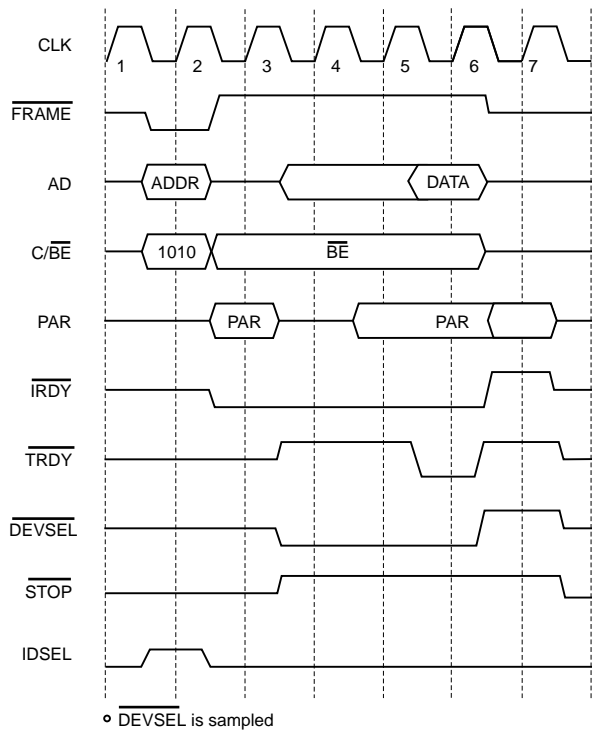 CLK
1 2 3 4 5 6 7
FRAME
AD ADDR DATA
C/BE 1010 BE
PAR PAR PAR
IRDY
TRDY
DEVSEL
STOP
IDSEL
DEVSEL is sampled